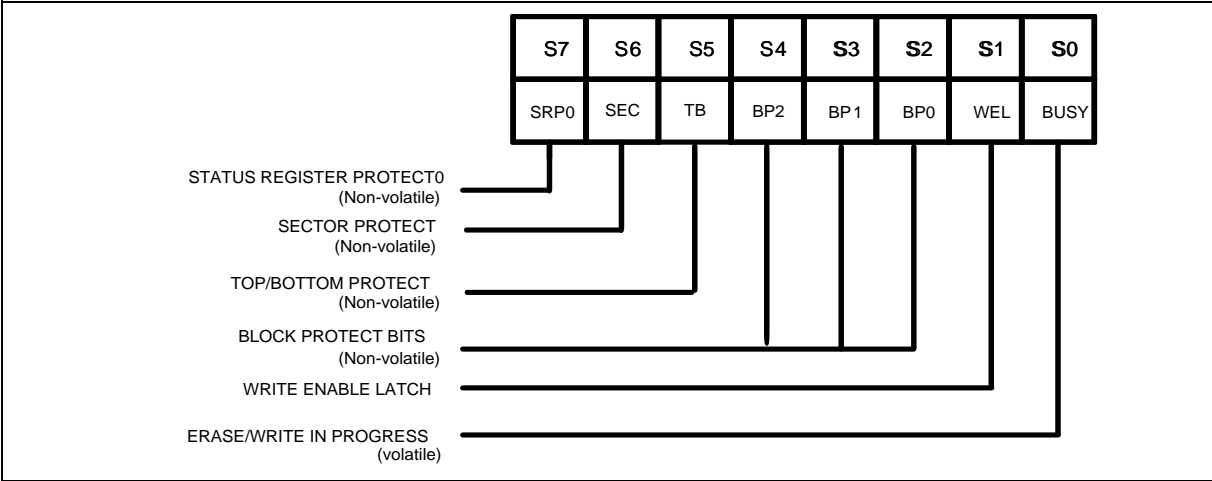 S7 S6 S5 S4 S3 S2 S1 S0
SRP0 SEC TB BP2 BP1 BP0 WEL BUSY
STATUS REGISTER PROTECT0
(Non-volatile)
SECTOR PROTECT
(Non-volatile)
TOP/BOTTOM PROTECT
(Non-volatile)
BLOCK PROTECT BITS
(Non-volatile)
WRITE ENABLE LATCH
ERASE/WRITE IN PROGRESS
(volatile)